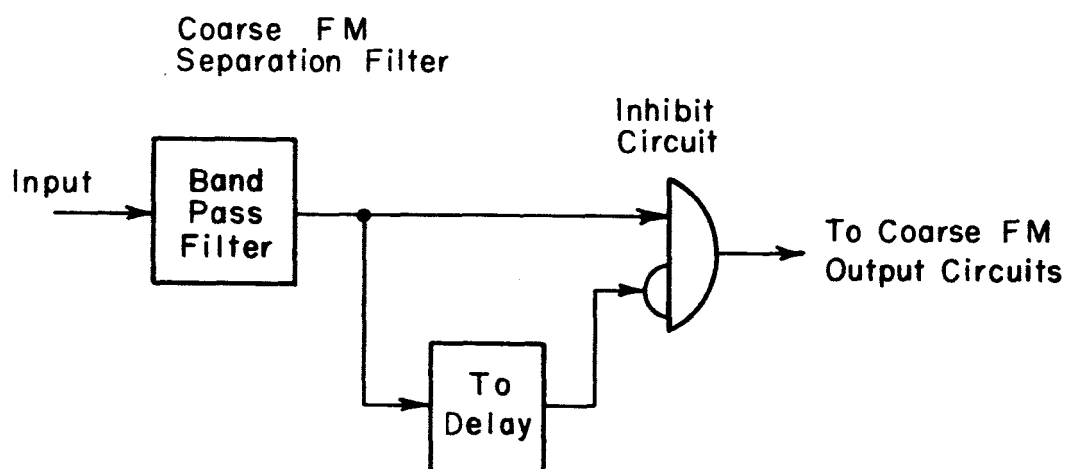 Coarse FM
Separation Filter
Inhibit
Circuit
Input
Band
Pass
Filter
To Coarse FM
Output Circuits
To
Delay